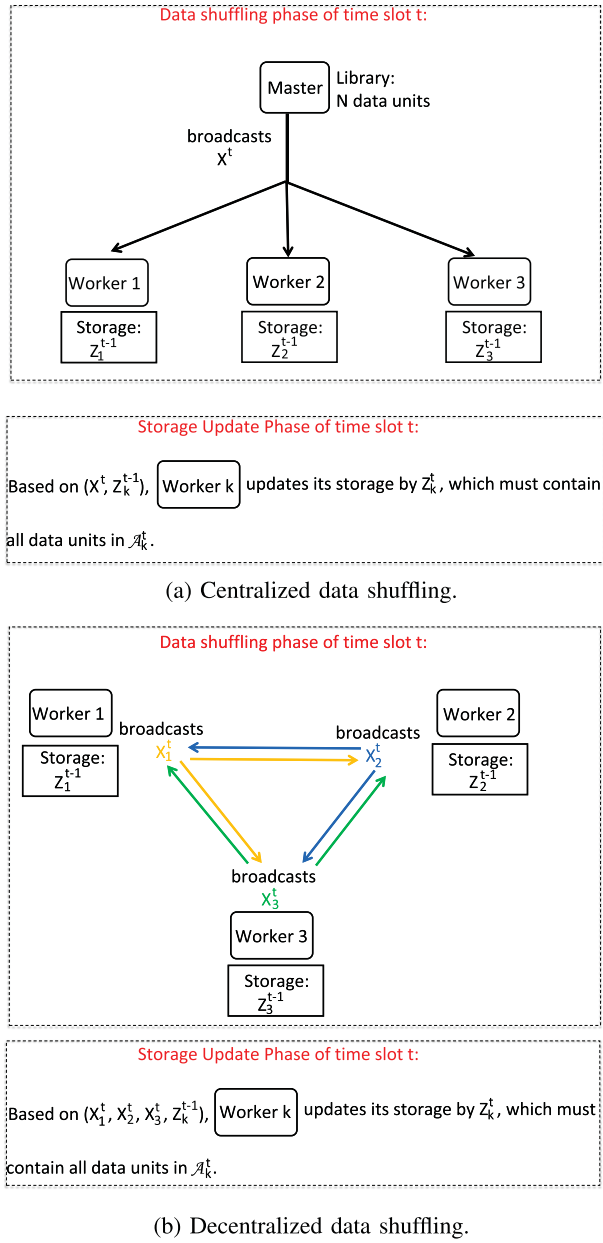 Data shuffling phase of time slot t:
Master
Library:
N data units
broadcasts
X^t
Worker 1
Worker 2
Worker 3
Storage:
Z_1^{t-1}
Storage:
Z_2^{t-1}
Storage:
Z_3^{t-1}
Storage Update Phase of time slot t:
Based on (X^t, Z_k^{t-1}), Worker k updates its storage by Z_k^t, which must contain
all data units in 𝒜_k^t.
(a) Centralized data shuffling.
Data shuffling phase of time slot t:
Worker 1
Storage:
Z_1^{t-1}
broadcasts
X_1^t
broadcasts
X_2^t
Worker 2
Storage:
Z_2^{t-1}
broadcasts
X_3^t
Worker 3
Storage:
Z_3^{t-1}
Storage Update Phase of time slot t:
Based on (X_1^t, X_2^t, X_3^t, Z_k^{t-1}), Worker k updates its storage by Z_k^t, which must
contain all data units in 𝒜_k^t.
(b) Decentralized data shuffling.